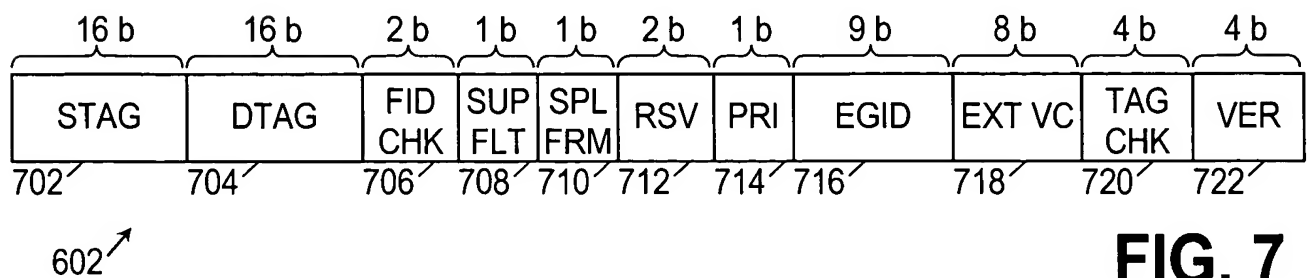 16 b 16 b 2 b 1 b 1 b 2 b 1 b 9 b 8 b 4 b 4 b
STAG DTAG FID CHK SUP FLT SPL FRM RSV PRI EGID EXT VC TAG CHK VER
702 704 706 708 710 712 714 716 718 720 722
602
FIG. 7